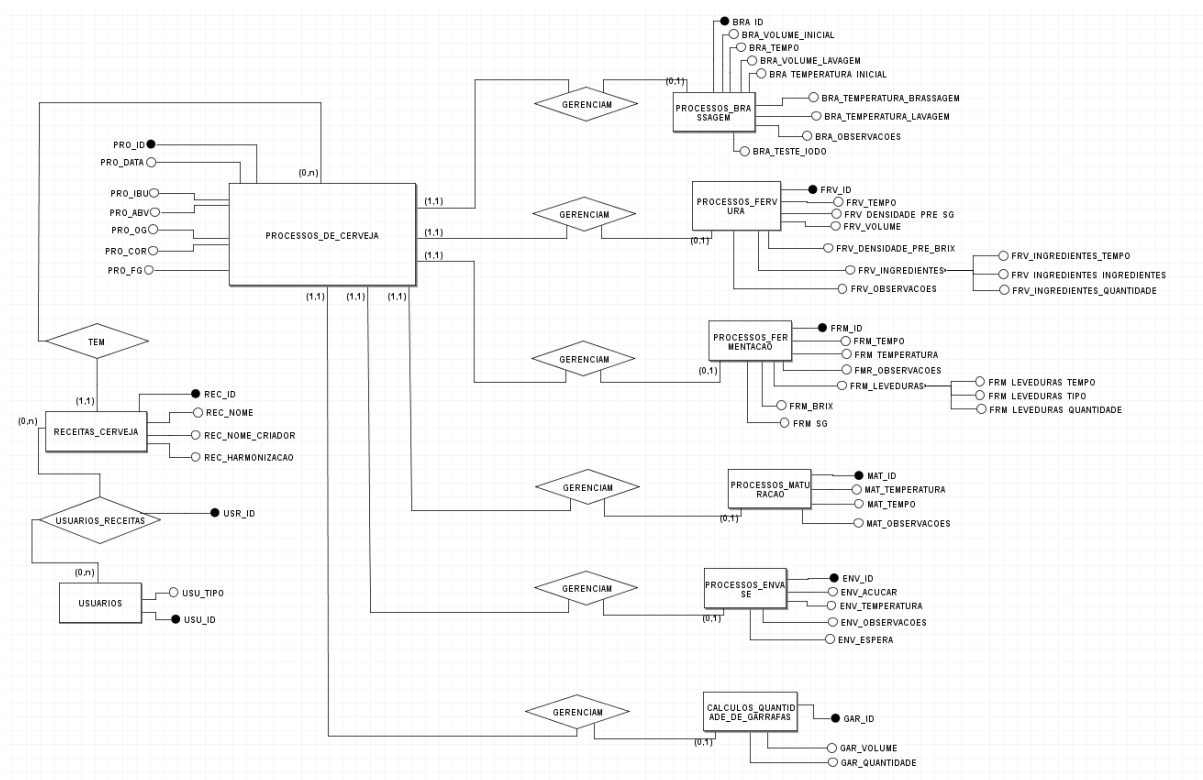 BRA ID
BRA_VOLUME_INICIAL
BRA_TEMPO
BRA_VOLUME_LAVAGEM
BRA TEMPERATURA INICIAL
(0,1)
GERENCIAM
PROCESSOS_BRA
SSAGEM
BRA_TEMPERATURA_BRASSAGEM
BRA_TEMPERATURA_LAVAGEM
BRA_OBSERVACOES
BRA_TESTE_IODO
PRO_ID
PRO_DATA
PRO_IBU
PRO_ABV
PRO_OG
PRO_COR
PRO_FG
(0,n)
PROCESSOS_DE_CERVEJA
(1,1)
(1,1)
(1,1)
(1,1)
(1,1)
(1,1)
GERENCIAM
(0,1)
PROCESSOS_FERV
URA
FRV_ID
FRV_TEMPO
FRV DENSIDADE PRE SG
FRV_VOLUME
FRV_DENSIDADE_PRE_BRIX
FRV_INGREDIENTES
FRV_INGREDIENTES_TEMPO
FRV INGREDIENTES INGREDIENTES
FRV_INGREDIENTES_QUANTIDADE
FRV_OBSERVACOES
GERENCIAM
(0,1)
PROCESSOS_FER
MENTACAO
FRM_ID
FRM_TEMPO
FRM TEMPERATURA
FMR_OBSERVACOES
FRM_LEVEDURAS
FRM LEVEDURAS TEMPO
FRM LEVEDURAS TIPO
FRM LEVEDURAS QUANTIDADE
FRM_BRIX
FRM SG
TEM
(1,1)
(0,n)
RECEITAS_CERVEJA
REC_ID
REC_NOME
REC_NOME_CRIADOR
REC_HARMONIZACAO
GERENCIAM
(0,1)
PROCESSOS_MATU
RACAO
MAT_ID
MAT_TEMPERATURA
MAT_TEMPO
MAT_OBSERVACOES
USUARIOS_RECEITAS
USR_ID
(0,n)
USUARIOS
USU_TIPO
USU_ID
GERENCIAM
(0,1)
PROCESSOS_ENVA
SE
ENV_ID
ENV_ACUCAR
ENV_TEMPERATURA
ENV_OBSERVACOES
ENV_ESPERA
GERENCIAM
(0,1)
CALCULOS_QUANTID
ADE_DE_GARRAFAS
GAR_ID
GAR_VOLUME
GAR_QUANTIDADE